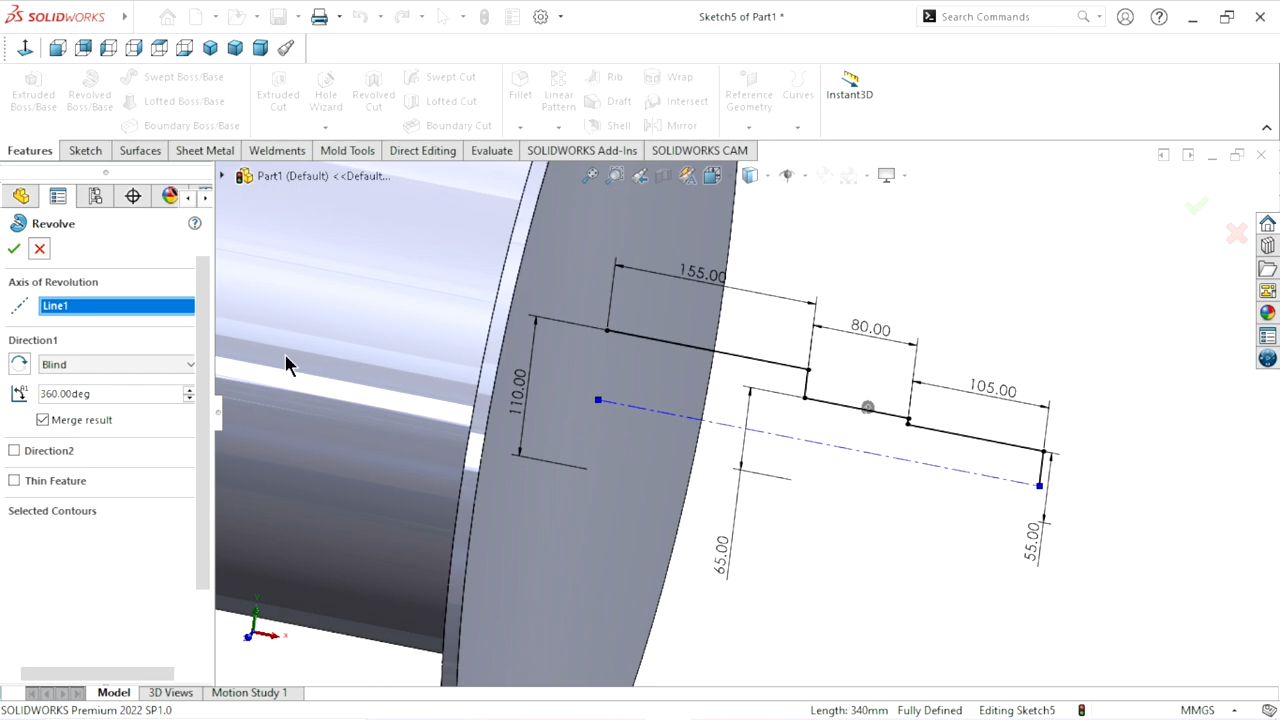 SOLIDWORKS
Sketch5 of Part1 *
Search Commands
Extruded Boss/Base
Revolved Boss/Base
Swept Boss/Base
Lofted Boss/Base
Boundary Boss/Base
Extruded Cut
Hole Wizard
Revolved Cut
Swept Cut
Lofted Cut
Boundary Cut
Fillet
Linear Pattern
Rib
Draft
Shell
Wrap
Intersect
Mirror
Reference Geometry
Curves
Instant3D
Features
Sketch
Surfaces
Sheet Metal
Weldments
Mold Tools
Direct Editing
Evaluate
SOLIDWORKS Add-Ins
SOLIDWORKS CAM
Part1 (Default) <<Default...
Revolve
Axis of Revolution
Line1
Direction1
Blind
360.00deg
Merge result
Direction2
Thin Feature
Selected Contours
155.00
80.00
105.00
110.00
65.00
55.00
Y
X
Model
3D Views
Motion Study 1
SOLIDWORKS Premium 2022 SP1.0
Length: 340mm
Fully Defined
Editing Sketch5
MMGS